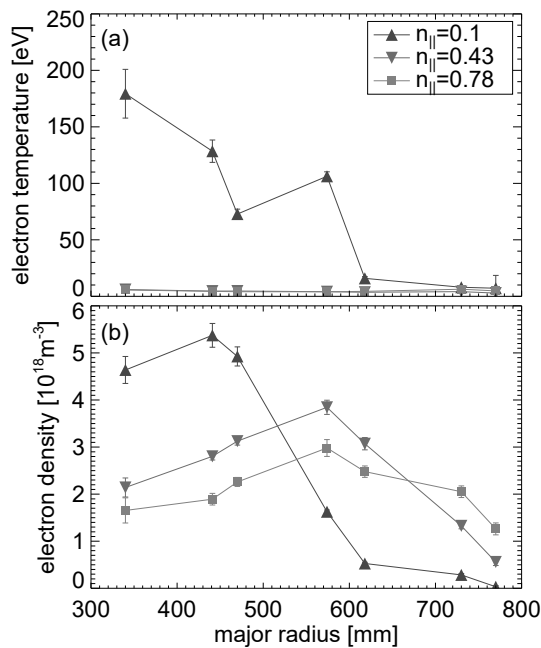 (a)
n||=0.1
n||=0.43
n||=0.78
electron temperature [eV]
250
200
150
100
50
0
(b)
electron density [10¹⁸m⁻³]
6
5
4
3
2
1
0
300 400 500 600 700 800
major radius [mm]